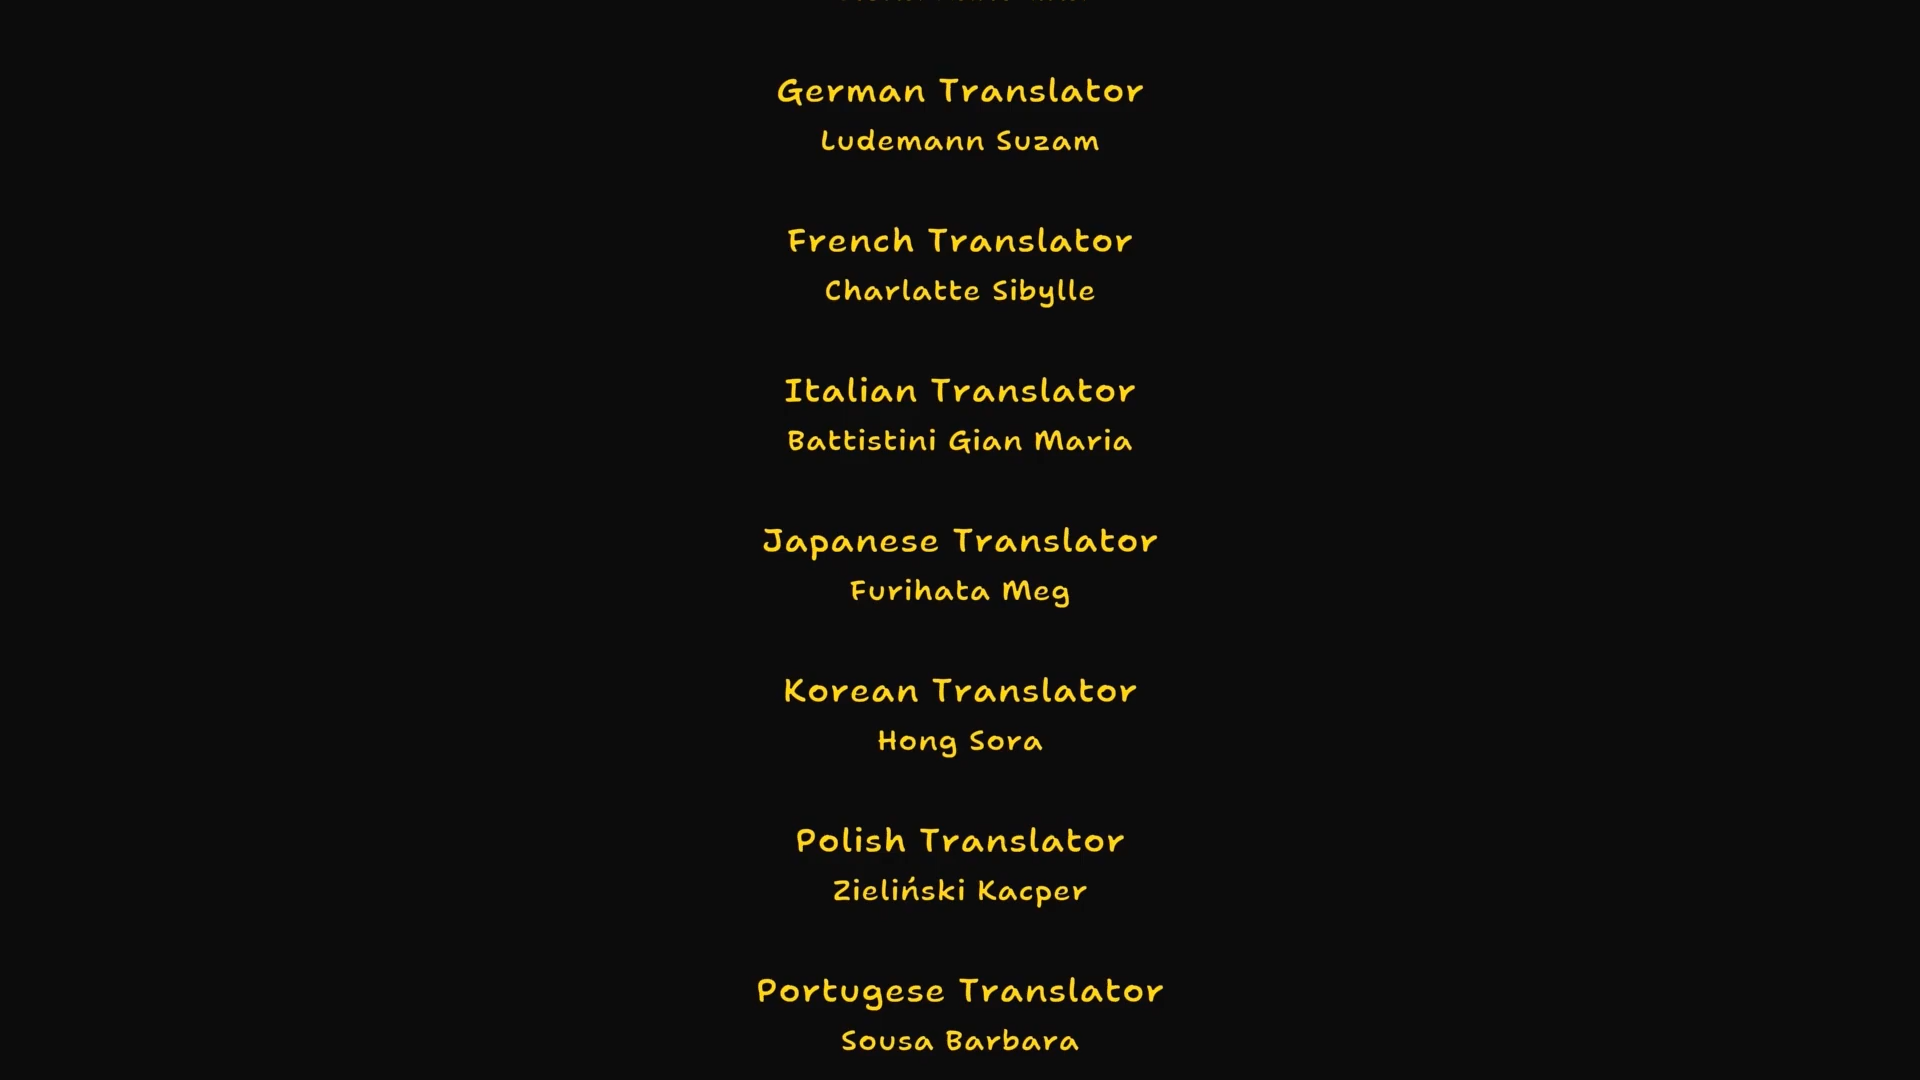 German Translator
Ludemann Suzam
French Translator
Charlatte Sibylle
Italian Translator
Battistini Gian Maria
Japanese Translator
Furihata Meg
Korean Translator
Hong Sora
Polish Translator
Zieliński Kacper
Portugese Translator
Sousa Barbara